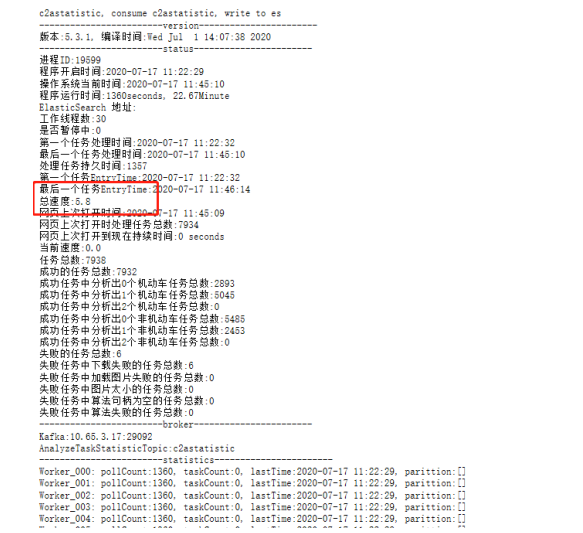 c2astatistic, consume c2astatistic, write to es
------------------------version-----------------------
版本:5.3.1, 编译时间:Wed Jul  1 14:07:38 2020
------------------------status-----------------------
进程ID:19599
程序开启时间:2020-07-17 11:22:29
操作系统当前时间:2020-07-17 11:45:10
程序运行时间:1360seconds, 22.67Minute
ElasticSearch 地址:
工作线程数:30
是否暂停中:0
第一个任务处理时间:2020-07-17 11:22:32
最后一个任务处理时间:2020-07-17 11:45:10
处理任务持久时间:1357
第一个任务EntryTime:2020-07-17 11:22:32
最后一个任务EntryTime:2020-07-17 11:46:14
总速度:5.8
网页上次打开时间:2020-07-17 11:45:09
网页上次打开时处理任务总数:7934
网页上次打开到现在持续时间:0 seconds
当前速度:0.0
任务总数:7938
成功的任务总数:7932
成功任务中分析出0个机动车任务总数:2893
成功任务中分析出1个机动车任务总数:5045
成功任务中分析出2个机动车任务总数:0
成功任务中分析出0个非机动车任务总数:5485
成功任务中分析出1个非机动车任务总数:2453
成功任务中分析出2个非机动车任务总数:0
失败的任务总数:6
失败任务中下载失败的任务总数:6
失败任务中加载图片失败的任务总数:0
失败任务中图片太小的任务总数:0
失败任务中算法句柄为空的任务总数:0
失败任务中算法失败的任务总数:0
------------------------broker-----------------------
Kafka:10.65.3.17:29092
AnalyzeTaskStatisticTopic:c2astatistic
------------------------statistics-----------------------
Worker_000: pollCount:1360, taskCount:0, lastTime:2020-07-17 11:22:29, parittion:[]
Worker_001: pollCount:1360, taskCount:0, lastTime:2020-07-17 11:22:29, parittion:[]
Worker_002: pollCount:1360, taskCount:0, lastTime:2020-07-17 11:22:29, parittion:[]
Worker_003: pollCount:1360, taskCount:0, lastTime:2020-07-17 11:22:29, parittion:[]
Worker_004: pollCount:1360, taskCount:0, lastTime:2020-07-17 11:22:29, parittion:[]